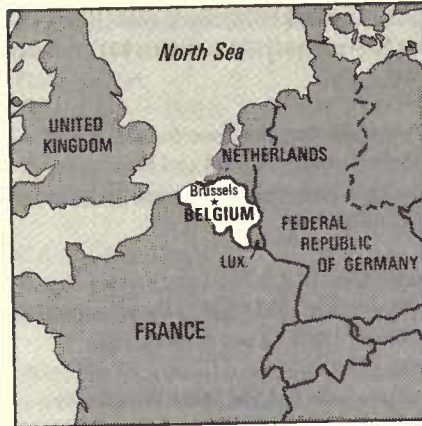 North Sea
UNITED
KINGDOM
NETHERLANDS
Brussels
BELGIUM
FEDERAL
REPUBLIC
OF GERMANY
LUX.
FRANCE